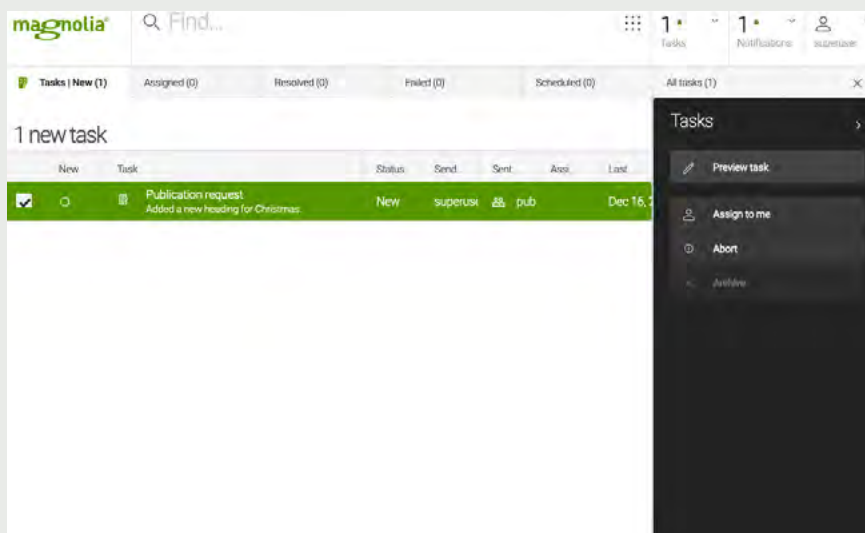 magnolia®
Find...
1
Tasks
1
Notifications
superuser
Tasks | New (1)
Assigned (0)
Resolved (0)
Failed (0)
Scheduled (0)
All tasks (1)
1 new task
Tasks
New
Task
Status
Send
Sent
Assi
Last
Preview task
Publication request
Added a new heading for Christmas
New
superus
pub
Dec 16, 2
Assign to me
Abort
Archive